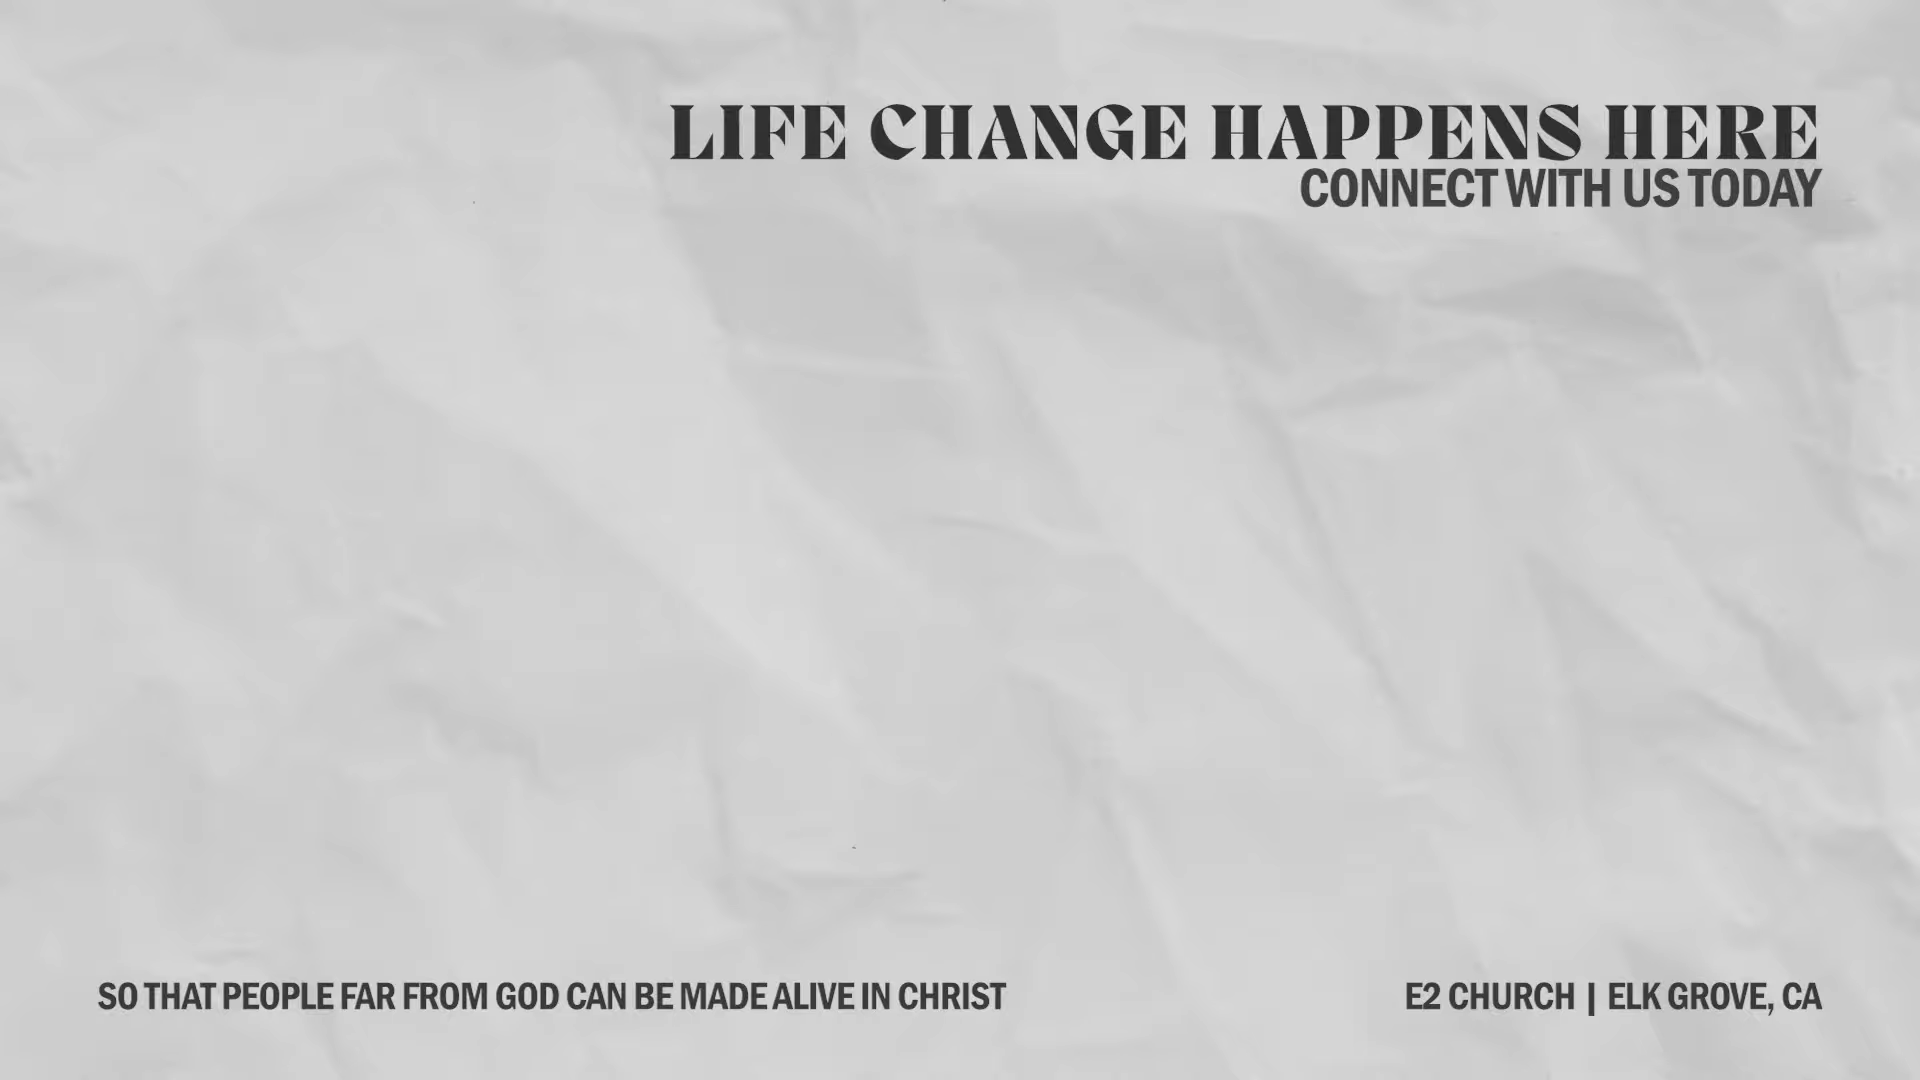 LIFE CHANGE HAPPENS HERE
CONNECT WITH US TODAY
SO THAT PEOPLE FAR FROM GOD CAN BE MADE ALIVE IN CHRIST
E2 CHURCH | ELK GROVE, CA